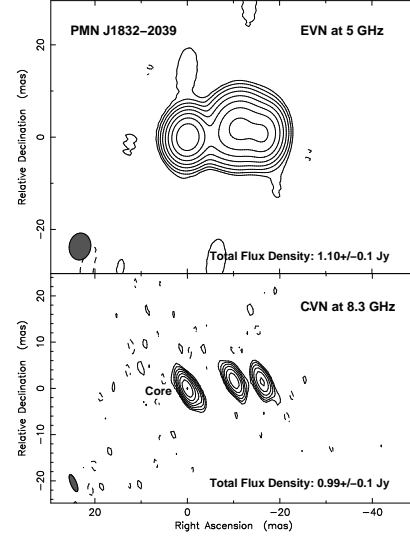 PMN J1832−2039 EVN at 5 GHz
20
0
−20
Relative Declination (mas)
Total Flux Density: 1.10+/−0.1 Jy
CVN at 8.3 GHz
20
10
0
−10
−20
Relative Declination (mas)
Core
Total Flux Density: 0.99+/−0.1 Jy
20 0 −20 −40
Right Ascension (mas)